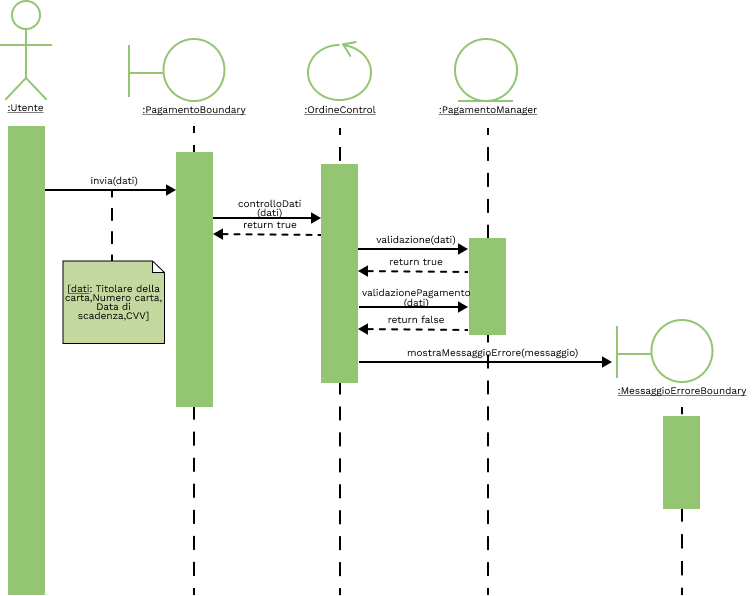 :Utente
:PagamentoBoundary
:OrdineControl
:PagamentoManager
invia(dati)
controlloDati
(dati)
return true
validazione(dati)
return true
[dati: Titolare della
carta,Numero carta,
Data di
scadenza,CVV]
validazionePagamento
(dati)
return false
mostraMessaggioErrore(messaggio)
:MessaggioErroreBoundary